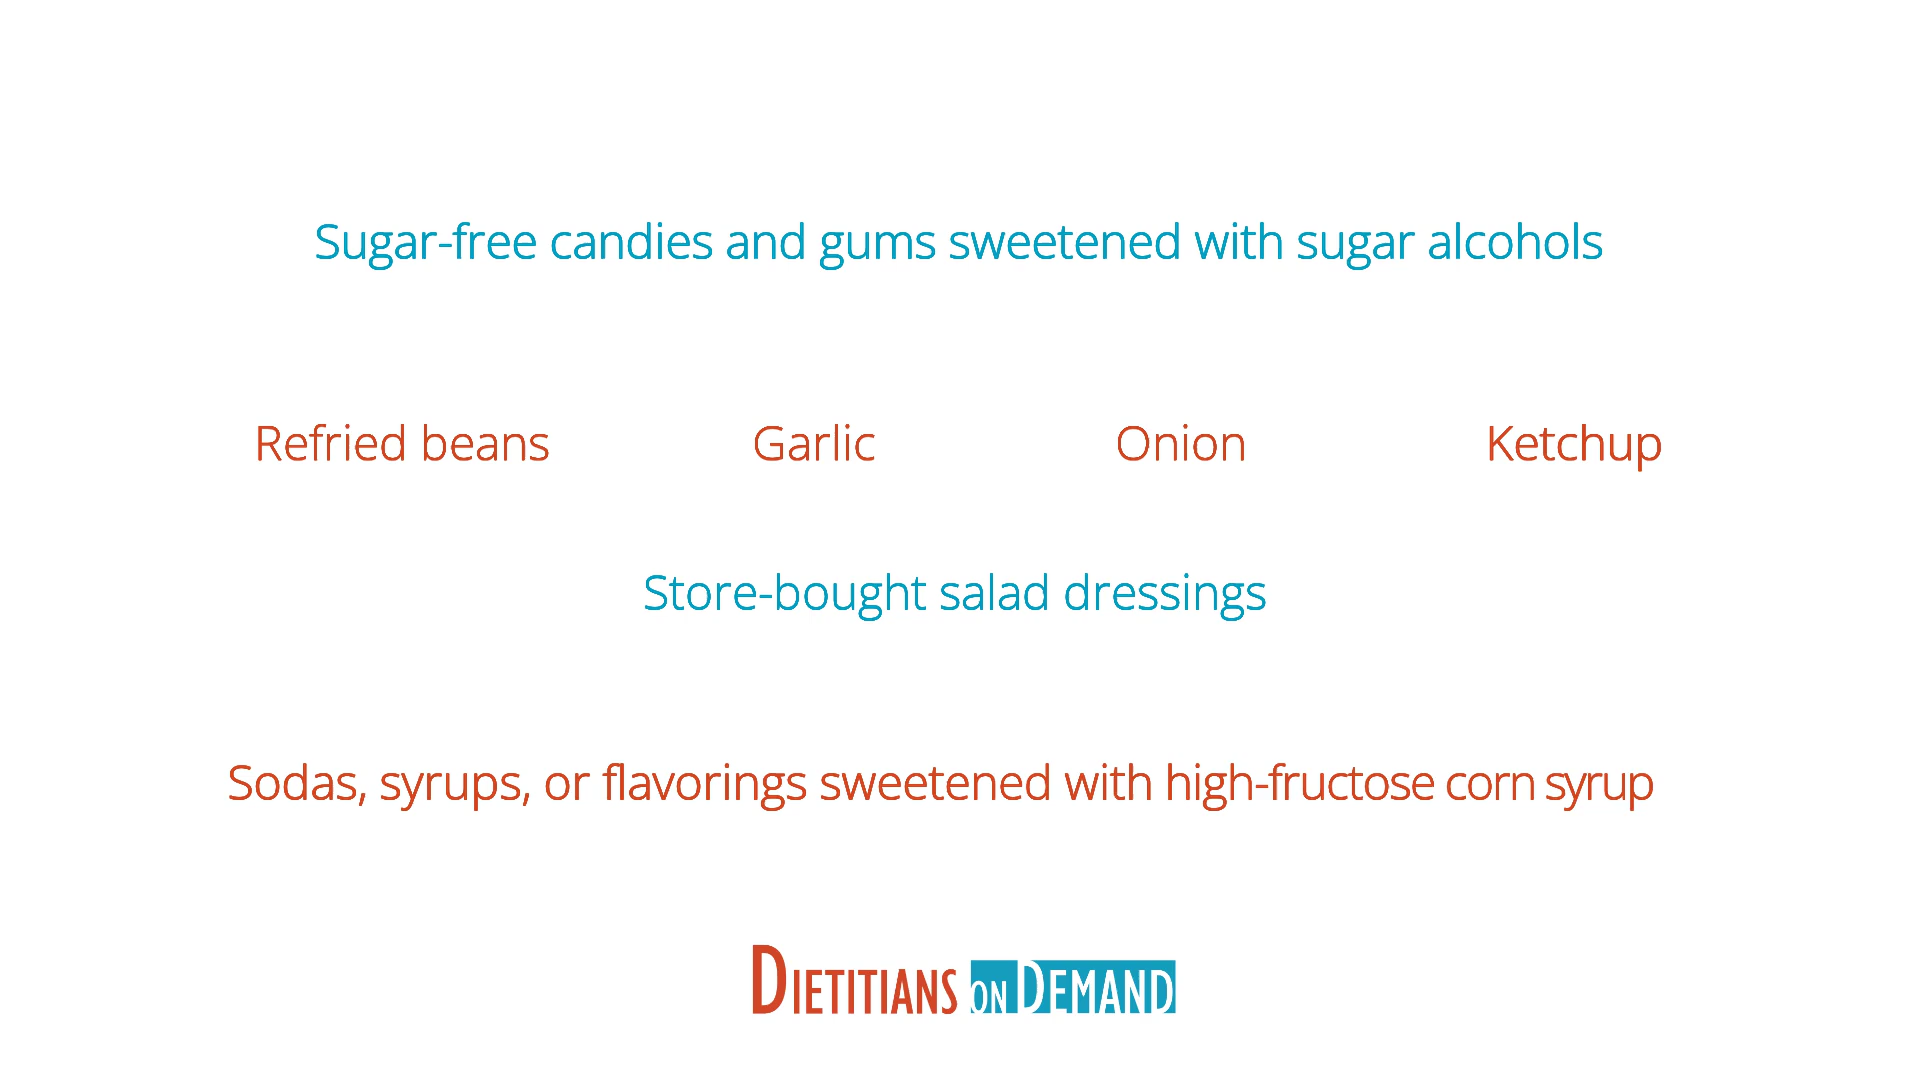 Sugar-free candies and gums sweetened with sugar alcohols
Refried beans Garlic Onion Ketchup
Store-bought salad dressings
Sodas, syrups, or flavorings sweetened with high-fructose corn syrup
DIETITIANS ON DEMAND